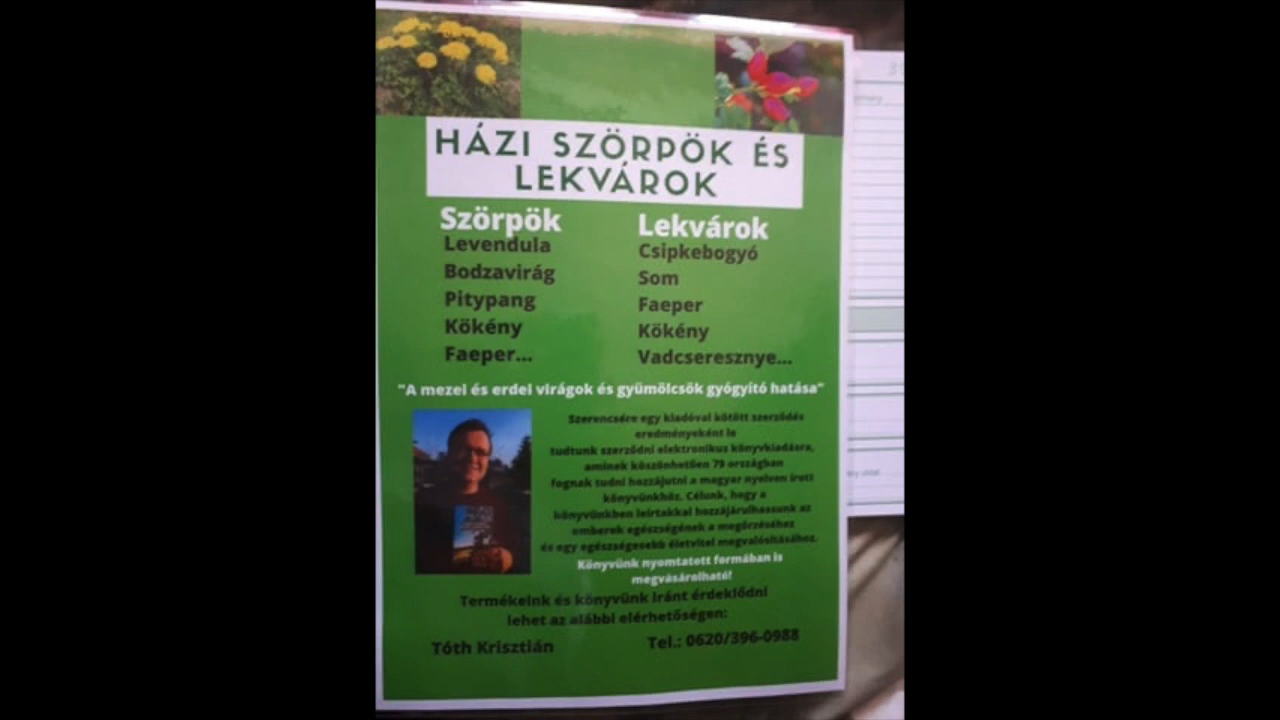 HÁZI SZÖRPÖK ÉS
LEKVÁROK
Szörpök
Levendula
Bodzavirág
Pitypang
Kökény
Faeper...
Lekvárok
Csipkebogyó
Som
Faeper
Kökény
Vadcseresznye...
"A mezei és erdei virágok és gyümölcsök gyógyító hatása"
Szerencsére egy kiadóval kötött szerződés
eredményeként le
tudtunk szerződni elektronikus könyvkiadásra,
aminek köszönhetően 79 országban
fognak tudni hozzájutni a magyar nyelven írott
könyvünkhöz. Célunk, hogy a
könyvünkben leírtakkal hozzájárulhassunk az
emberek egészségének a megőrzéséhez
és egy egészségesebb életvitel megvalósításához.
Könyvünk nyomtatott formában is
megvásárolható!
Termékeink és könyvünk iránt érdeklődni
lehet az alábbi elérhetőségen:
Tóth Krisztián
Tel.: 0620/396-0988